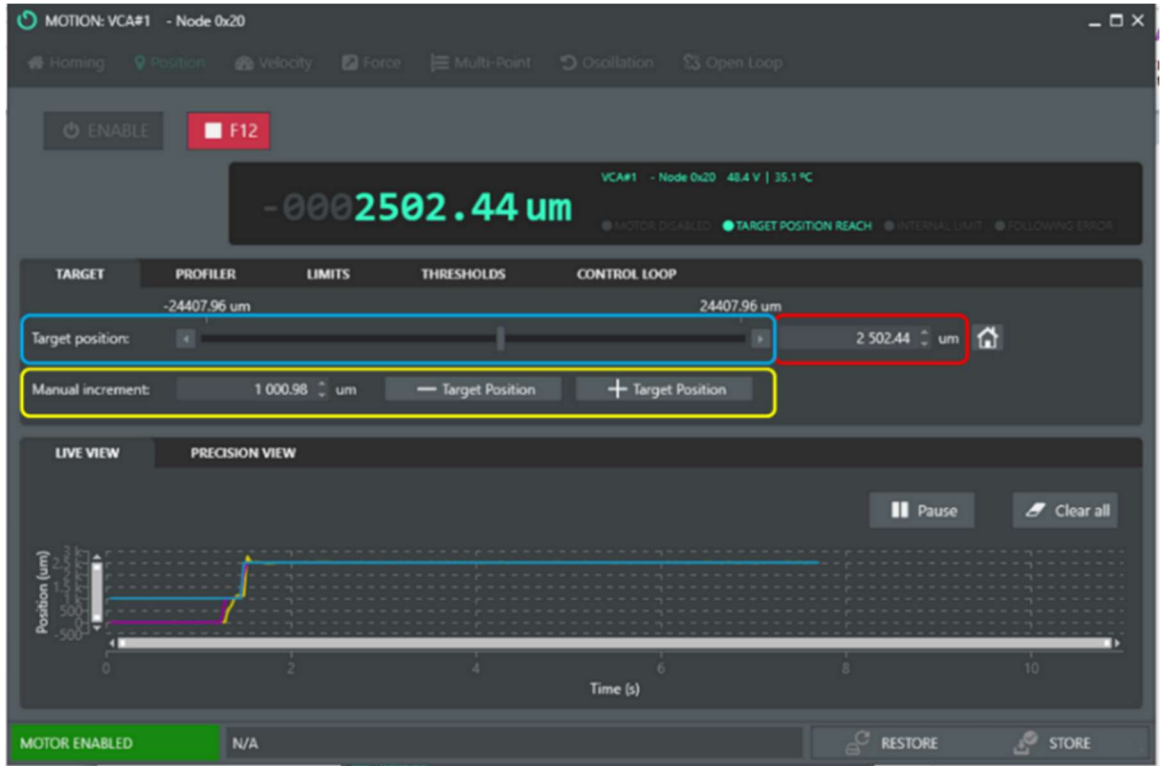 MOTION: VCA#1 - Node 0x20
Homing Position Velocity Force Multi-Point Oscillation Open Loop
ENABLE F12
VCA#1 - Node 0x20 48.4 V | 35.1 ºC
-0002502.44 um
MOTOR DISABLED TARGET POSITION REACH INTERNAL LIMIT FOLLOWING ERROR
TARGET PROFILER LIMITS THRESHOLDS CONTROL LOOP
-24407.96 um 24407.96 um
Target position: 2 502.44 um
Manual increment: 1 000.98 um — Target Position + Target Position
LIVE VIEW PRECISION VIEW
Pause Clear all
Position (um)
500
0
-500
0 2 4 6 8 10
Time (s)
MOTOR ENABLED N/A RESTORE STORE